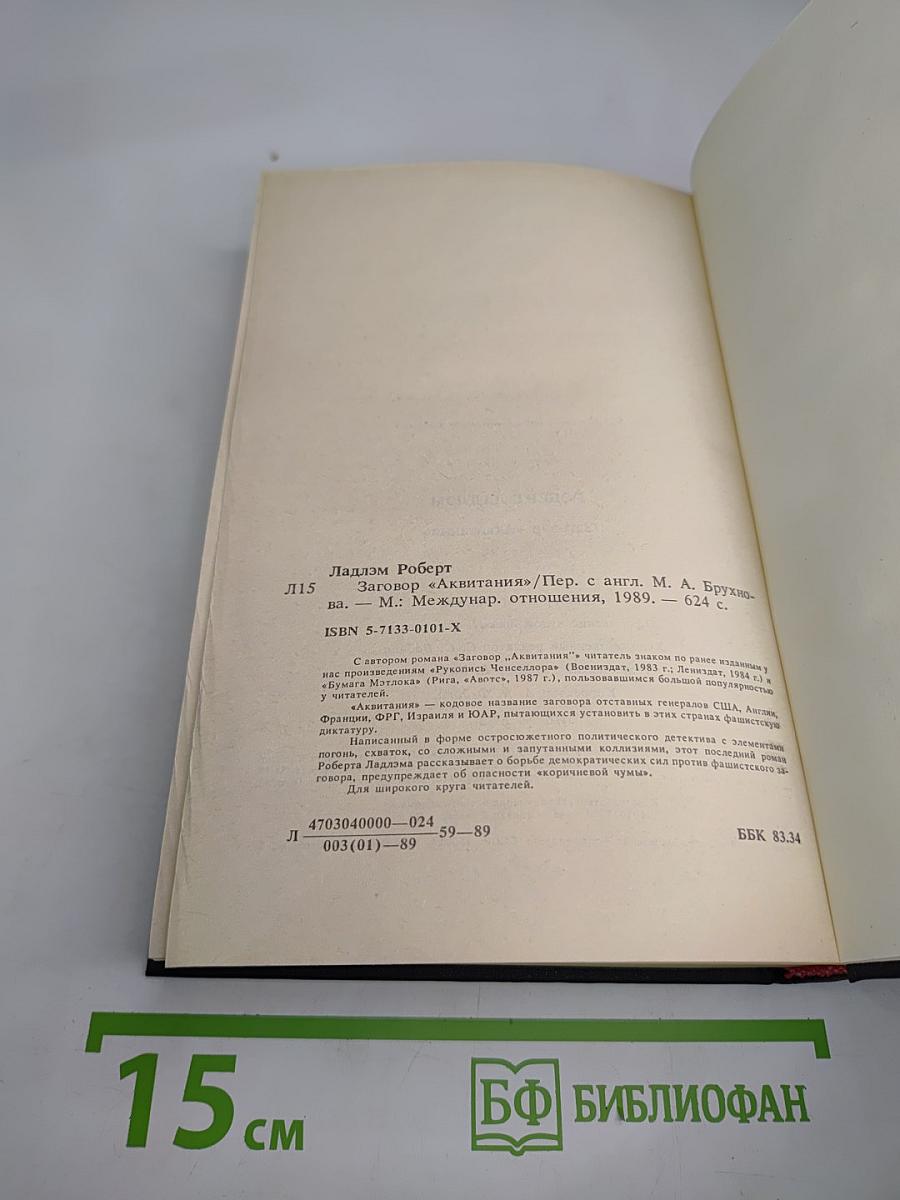 Ладлэм Роберт
Л15 Заговор «Аквитания»/Пер. с англ. М. А. Брухно-
ва. — М.: Междунар. отношения, 1989. — 624 с.
ISBN 5-7133-0101-X
С автором романа «Заговор „Аквитания"» читатель знаком по ранее изданным у
нас произведениям «Рукопись Ченселлора» (Воениздат, 1983 г.; Лениздат, 1984 г.) и
«Бумага Мэтлока» (Рига, «Авотс», 1987 г.), пользовавшимся большой популярностью
у читателей.
«Аквитания» — кодовое название заговора отставных генералов США, Англии,
Франции, ФРГ, Израиля и ЮАР, пытающихся установить в этих странах фашистскую
диктатуру.
Написанный в форме остросюжетного политического детектива с элементами
погонь, схваток, со сложными и запутанными коллизиями, этот последний роман
Роберта Ладлэма рассказывает о борьбе демократических сил против фашистского за-
говора, предупреждает об опасности «коричневой чумы».
Для широкого круга читателей.
Л 4703040000—024 59—89
003(01)—89
ББК 83.34
15 см
БФ БИБЛИОФАН